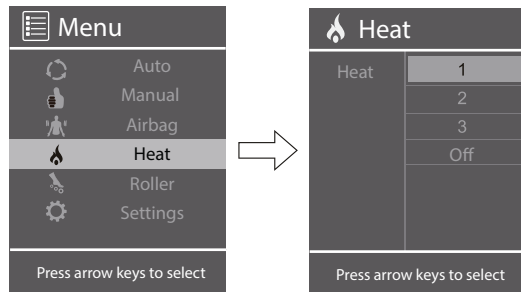 Menu
Auto
Manual
Airbag
Heat
Roller
Settings
Press arrow keys to select
Heat
Heat 1
2
3
Off
Press arrow keys to select